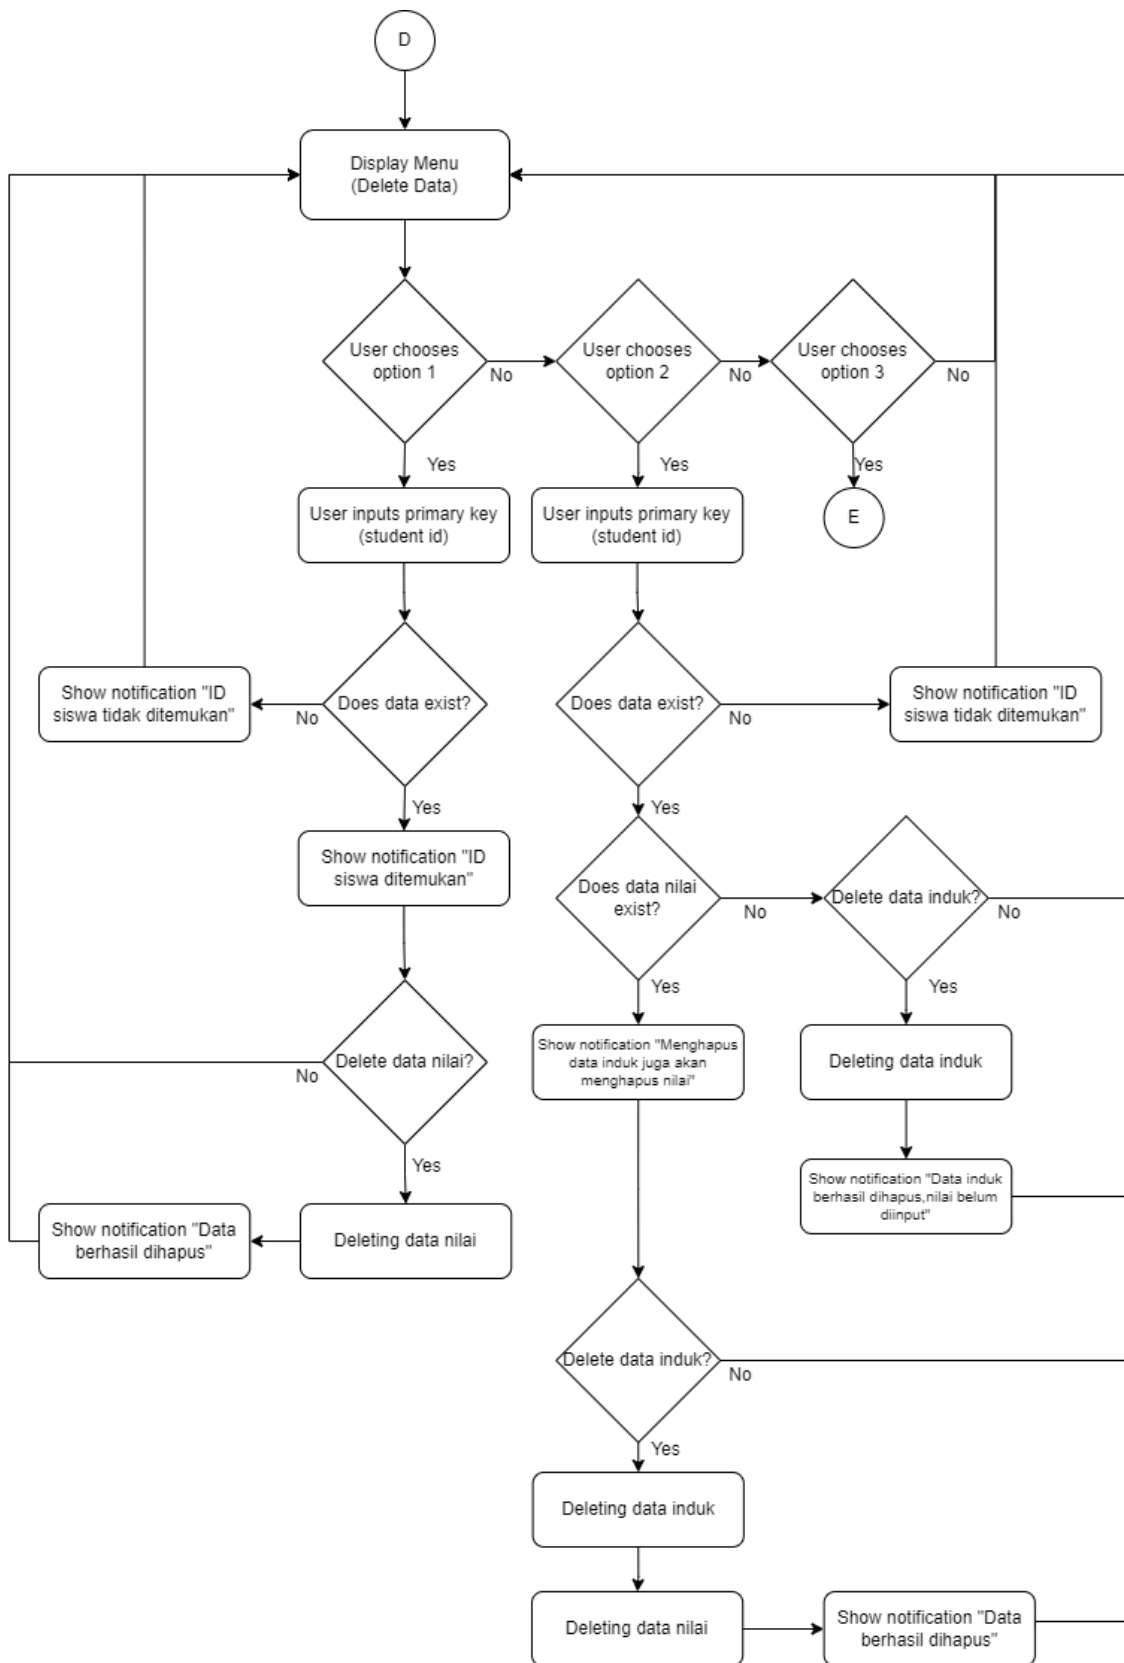 D
Display Menu
(Delete Data)
User chooses
option 1
No
User chooses
option 2
No
User chooses
option 3
No
Yes
Yes
Yes
User inputs primary key
(student id)
User inputs primary key
(student id)
E
Show notification "ID
siswa tidak ditemukan"
No
Does data exist?
Does data exist?
No
Show notification "ID
siswa tidak ditemukan"
Yes
Yes
Show notification "ID
siswa ditemukan"
Does data nilai
exist?
No
Delete data induk?
No
Yes
Yes
Show notification "Menghapus
data induk juga akan
menghapus nilai"
Deleting data induk
Delete data nilai?
No
Yes
Show notification "Data induk
berhasil dihapus,nilai belum
diinput"
Show notification "Data
berhasil dihapus"
Deleting data nilai
Delete data induk?
No
Yes
Deleting data induk
Deleting data nilai
Show notification "Data
berhasil dihapus"